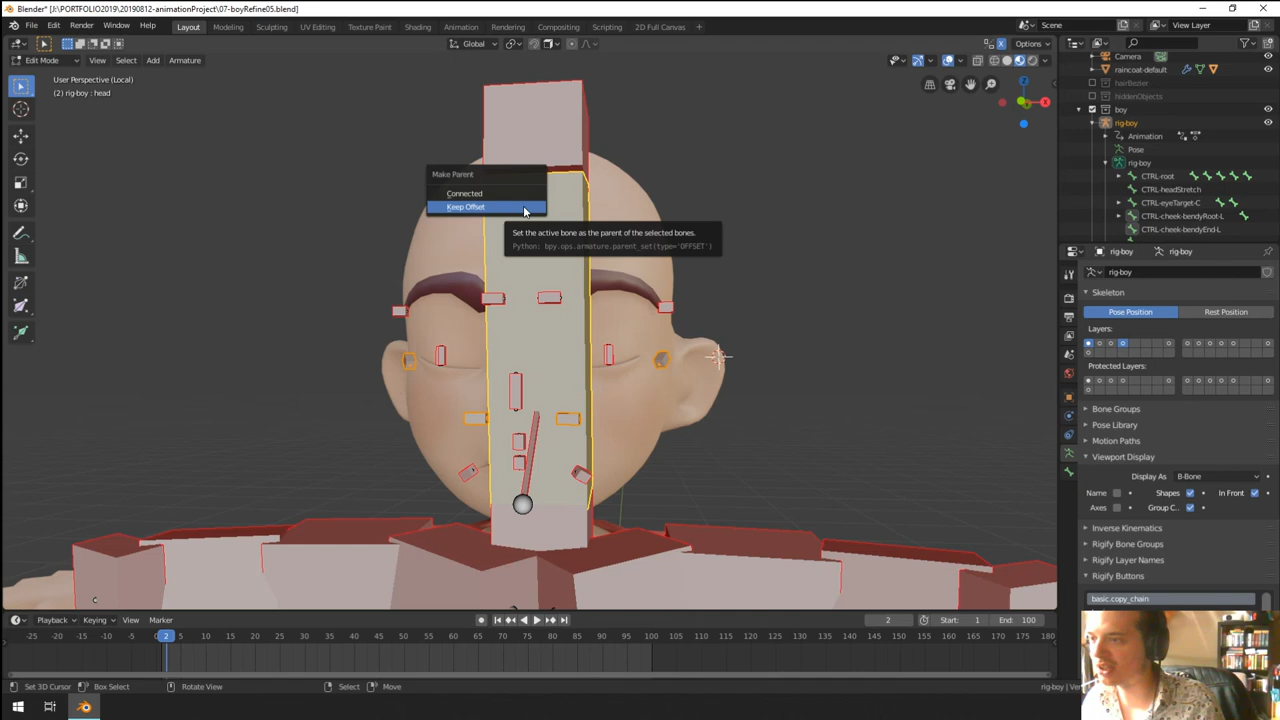 Blender* [J:\PORTFOLIO2019\20190812-animationProject\07-boyRefine05.blend]
File Edit Render Window Help Layout Modeling Sculpting UV Editing Texture Paint Shading Animation Rendering Compositing Scripting 2D Full Canvas + Scene View Layer
Global Options
Edit Mode View Select Add Armature
User Perspective (Local)
(2) rig-boy : head
Make Parent
Connected
Keep Offset
Set the active bone as the parent of the selected bones.
Python: bpy.ops.armature.parent_set(type='OFFSET')
Z
X
Camera
raincoat-default
hairBezier
hiddenObjects
boy
rig-boy
Animation
Pose
rig-boy
CTRL-root
CTRL-headStretch
CTRL-eyeTarget-C
CTRL-cheek-bendyRoot-L
CTRL-cheek-bendyEnd-L
rig-boy rig-boy
rig-boy
Skeleton
Pose Position Rest Position
Layers:
Protected Layers:
Bone Groups
Pose Library
Motion Paths
Viewport Display
Display As B-Bone
Name Shapes In Front
Axes Group C...
Inverse Kinematics
Rigify Bone Groups
Rigify Layer Names
Rigify Buttons
basic.copy_chain
Playback Keying View Marker 2 Start: 1 End: 100
-25 -20 -15 -10 -5 2 5 10 15 20 25 30 35 40 45 50 55 60 65 70 75 80 85 90 95 100 105 110 115 120 125 130 135 140 145 150 155 160 165 170 175 180
Set 3D Cursor Box Select Rotate View Select Move rig-boy | Ver